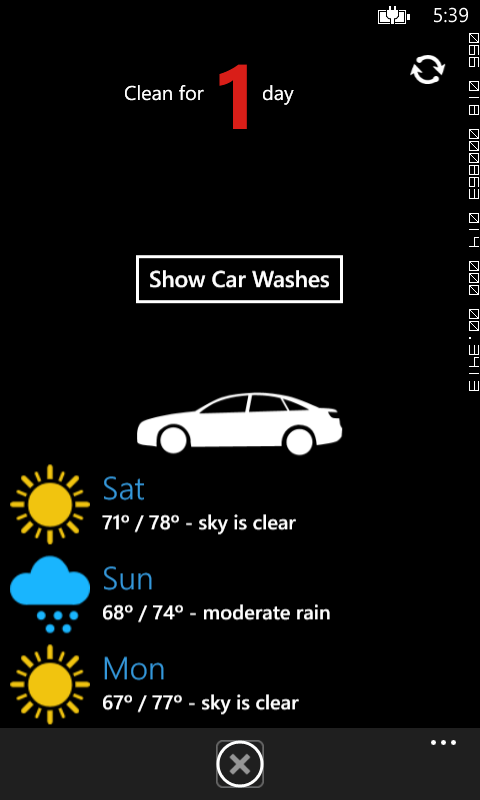 5:39
Clean for 1 day
Show Car Washes
Sat
71º / 78º - sky is clear
Sun
68º / 74º - moderate rain
Mon
67º / 77º - sky is clear